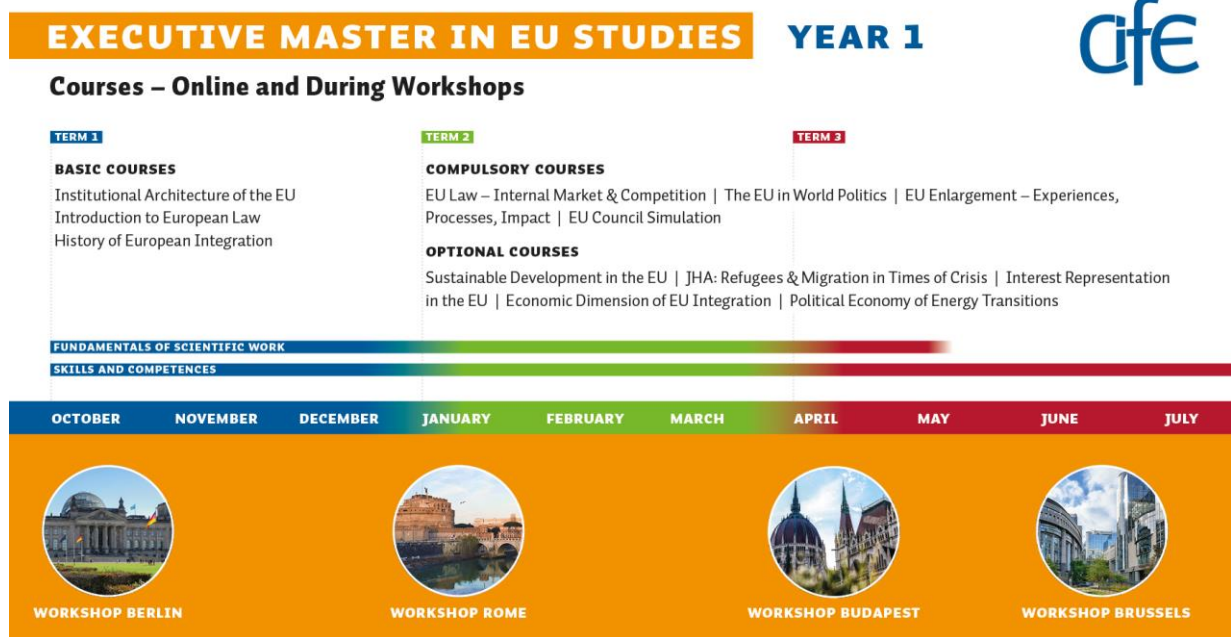 EXECUTIVE MASTER IN EU STUDIES YEAR 1
cifE
Courses – Online and During Workshops
TERM 1
BASIC COURSES
Institutional Architecture of the EU
Introduction to European Law
History of European Integration
TERM 2
TERM 3
COMPULSORY COURSES
EU Law – Internal Market & Competition | The EU in World Politics | EU Enlargement – Experiences,
Processes, Impact | EU Council Simulation
OPTIONAL COURSES
Sustainable Development in the EU | JHA: Refugees & Migration in Times of Crisis | Interest Representation
in the EU | Economic Dimension of EU Integration | Political Economy of Energy Transitions
FUNDAMENTALS OF SCIENTIFIC WORK
SKILLS AND COMPETENCES
OCTOBER NOVEMBER DECEMBER JANUARY FEBRUARY MARCH APRIL MAY JUNE JULY
WORKSHOP BERLIN
WORKSHOP ROME
WORKSHOP BUDAPEST
WORKSHOP BRUSSELS